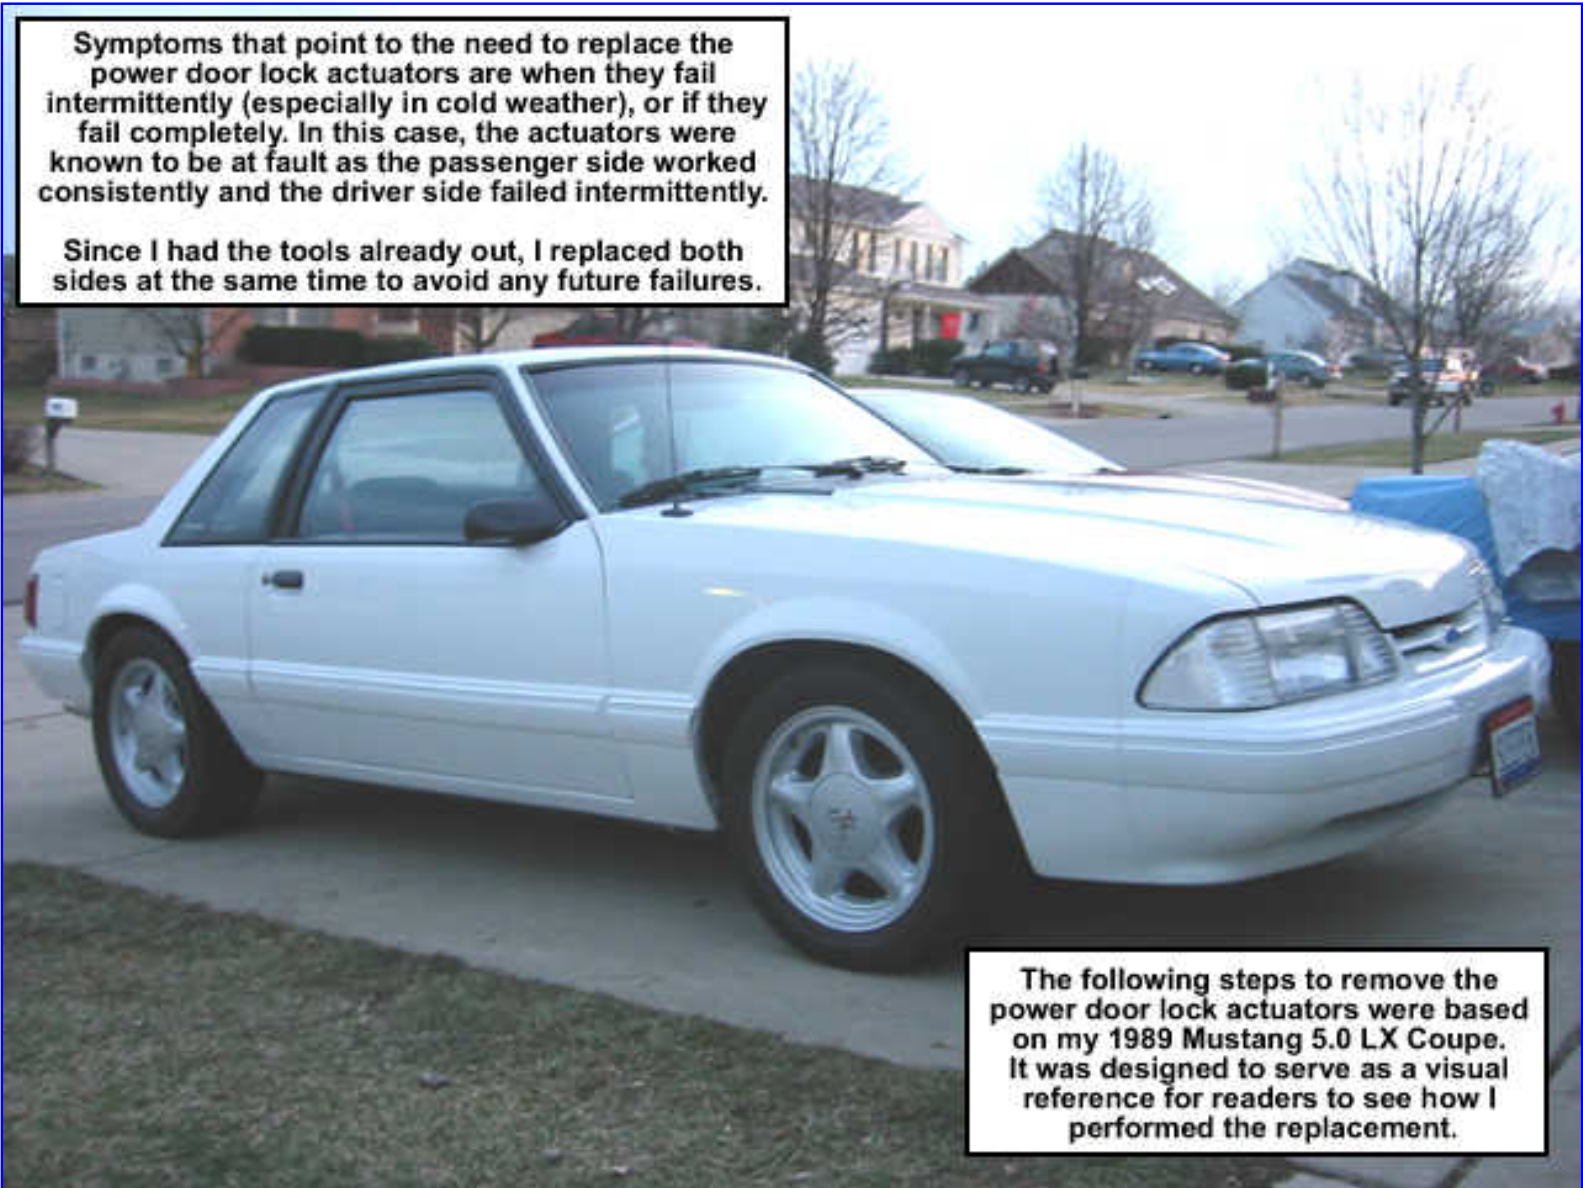 Symptoms that point to the need to replace the
power door lock actuators are when they fail
intermittently (especially in cold weather), or if they
fail completely. In this case, the actuators were
known to be at fault as the passenger side worked
consistently and the driver side failed intermittently.
Since I had the tools already out, I replaced both
sides at the same time to avoid any future failures.
The following steps to remove the
power door lock actuators were based
on my 1989 Mustang 5.0 LX Coupe.
It was designed to serve as a visual
reference for readers to see how I
performed the replacement.